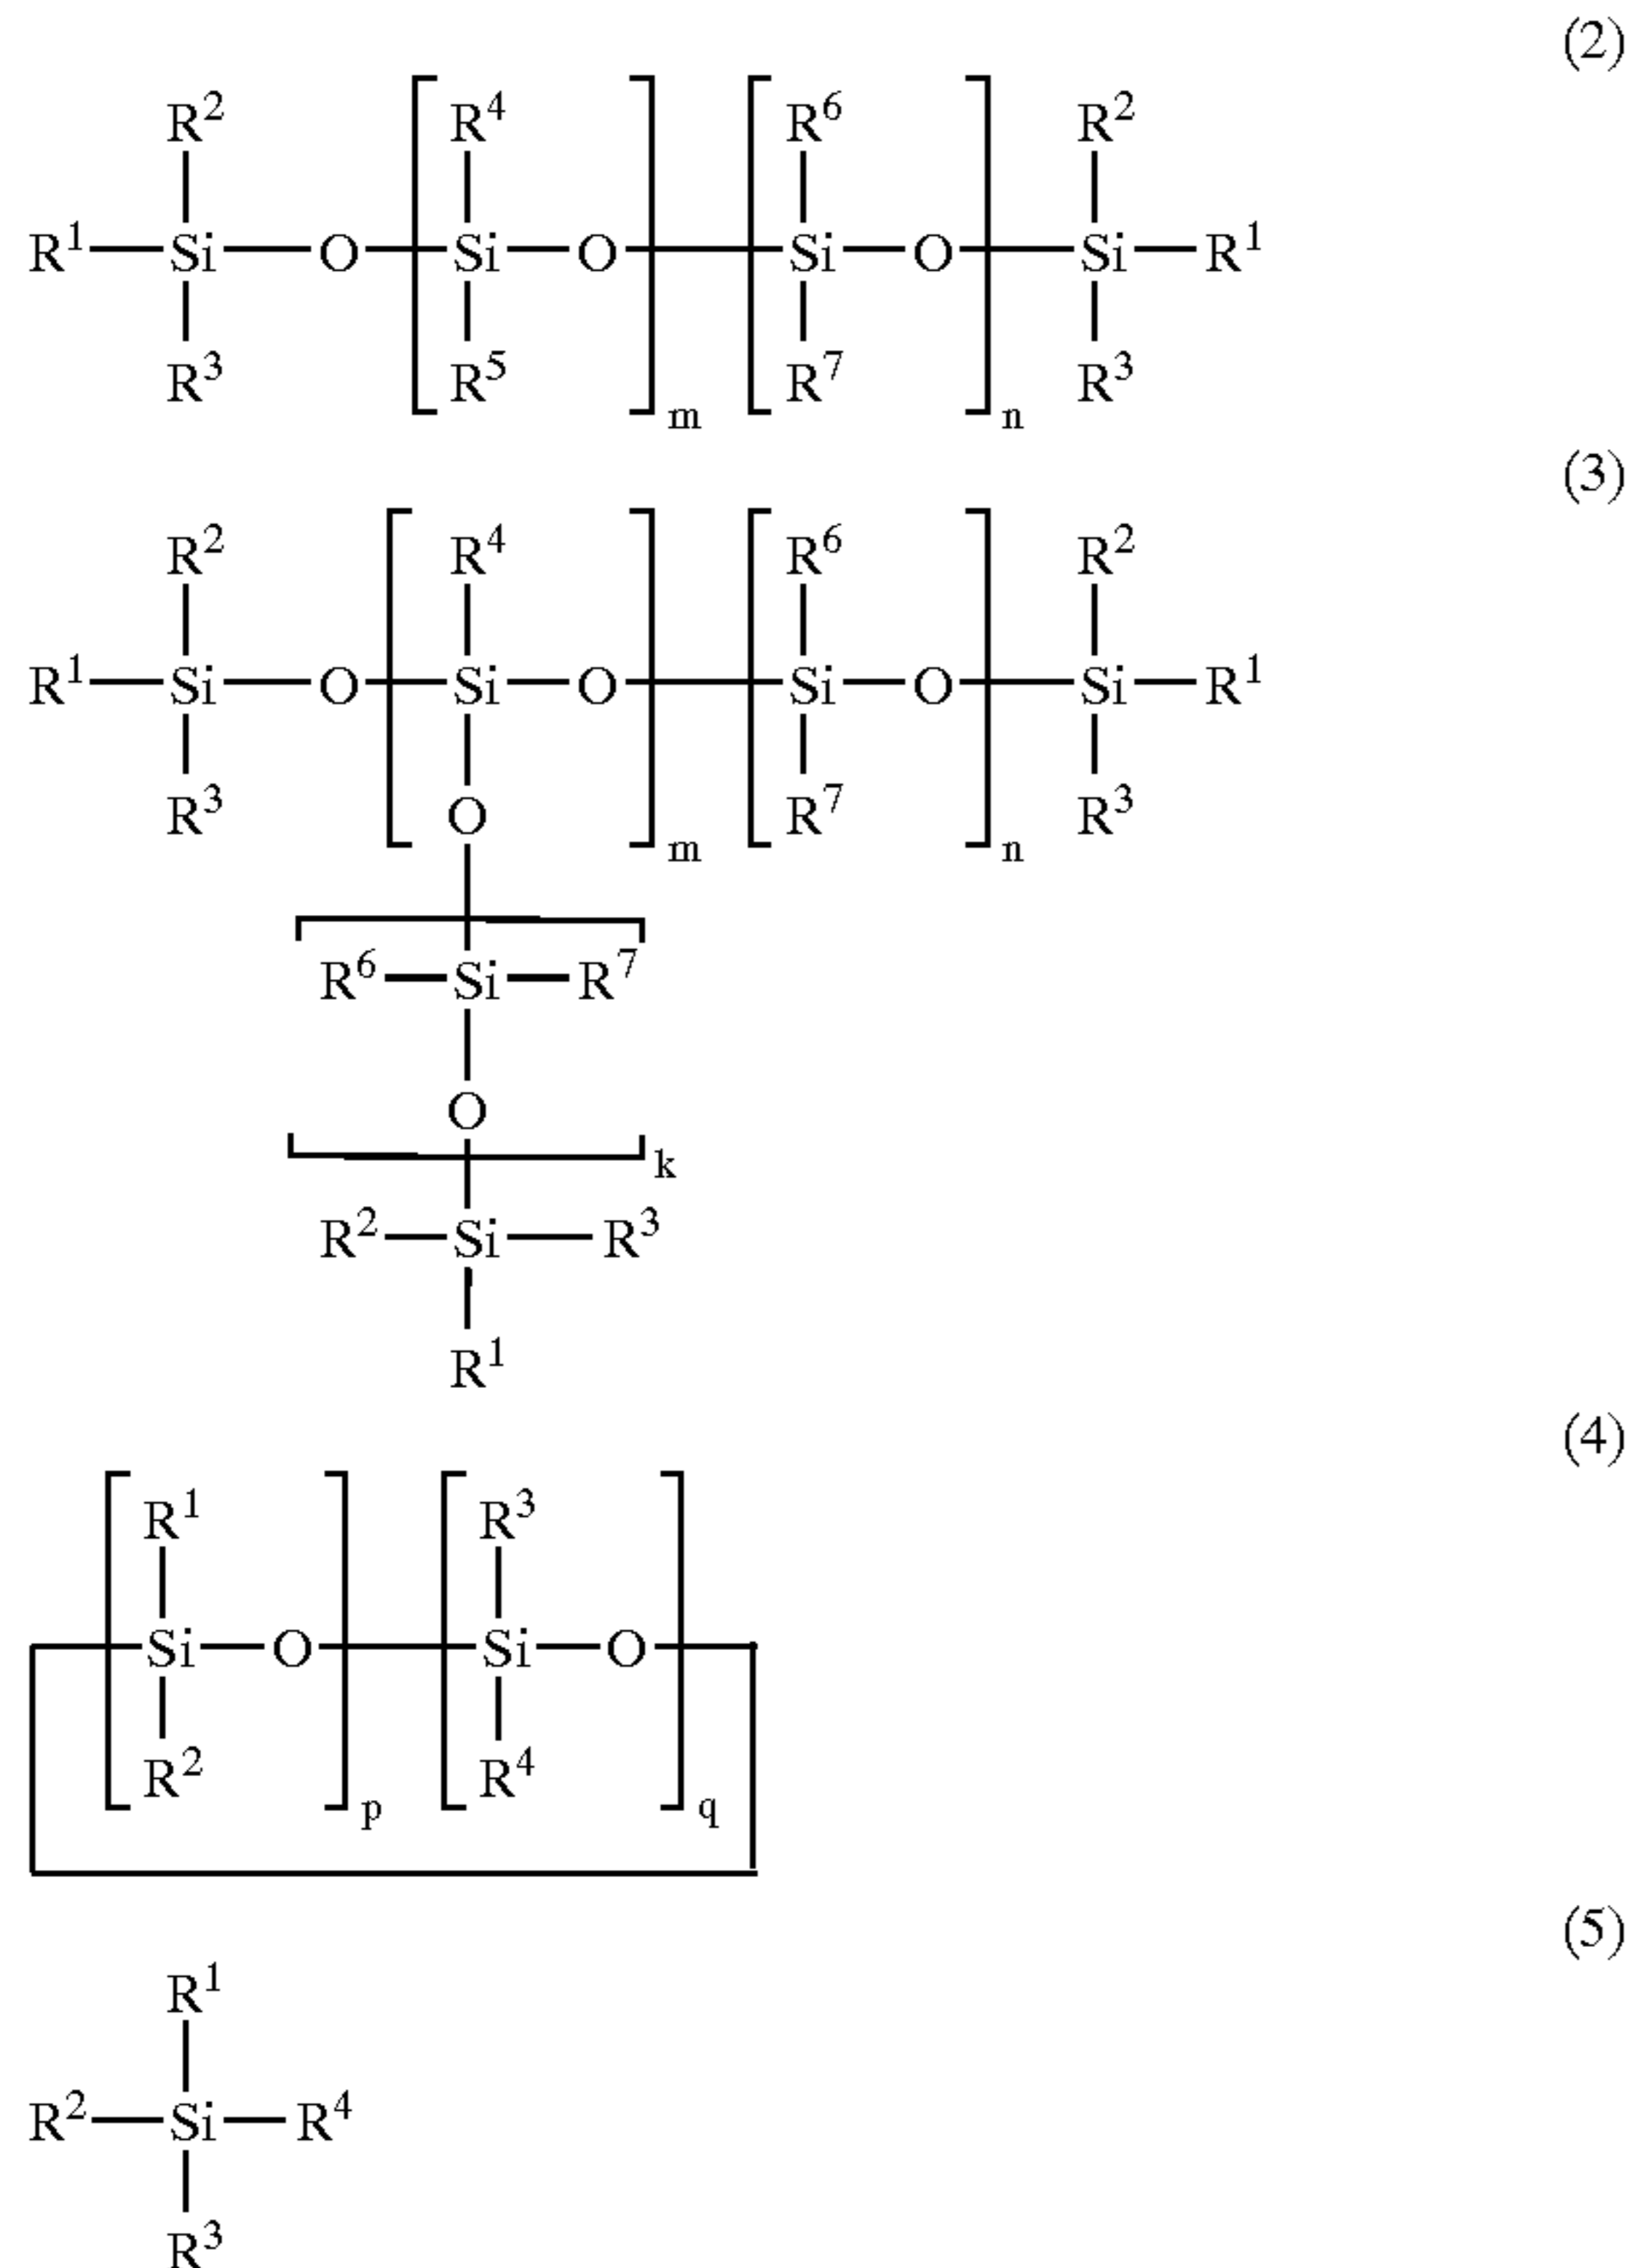 (2)
R² R⁴ R⁶ R²
R¹ Si O Si O Si O Si R¹
R³ R⁵ R⁷ R³
m n
(3)
R² R⁴ R⁶ R²
R¹ Si O Si O Si O Si R¹
R³ O R⁷ R³
m n
R⁶ Si R⁷
O
k
R² Si R³
R¹
(4)
R¹ R³
Si O Si O
R² R⁴
p q
(5)
R¹
R² Si R⁴
R³